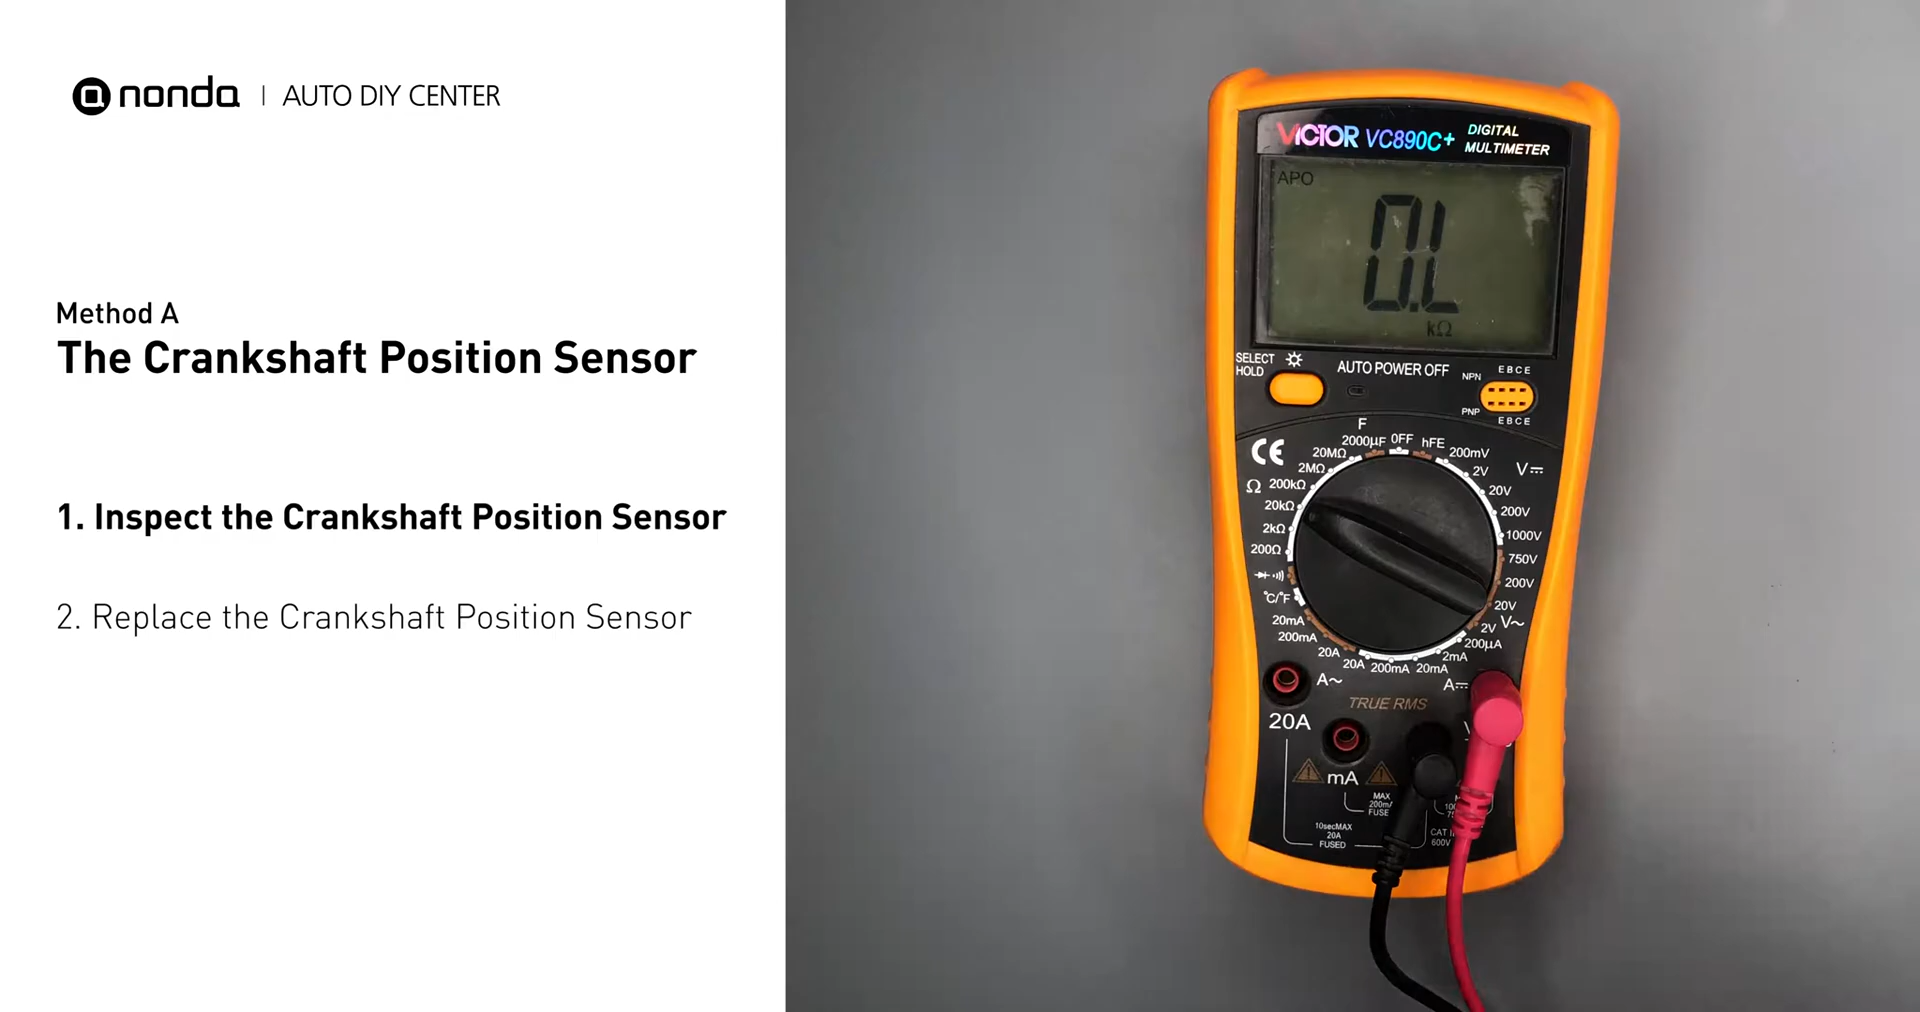 nonda | AUTO DIY CENTER
Method A
The Crankshaft Position Sensor
1. Inspect the Crankshaft Position Sensor
2. Replace the Crankshaft Position Sensor
VICTOR VC890C+ DIGITAL MULTIMETER
APO
0.L
kΩ
SELECT
HOLD
AUTO POWER OFF
NPN
EBCE
PNP
EBCE
CE
F
2000µF
OFF
hFE
200mV
2V
V
20V
200V
1000V
750V
200V
20V
2V
V~
200µA
2mA
20mA
200mA
20A
A
20MΩ
2MΩ
Ω
200kΩ
20kΩ
2kΩ
200Ω
°C/°F
20mA
200mA
20A
A~
TRUE RMS
20A
mA
MAX
10secMAX
20A
FUSED
CAT
600V